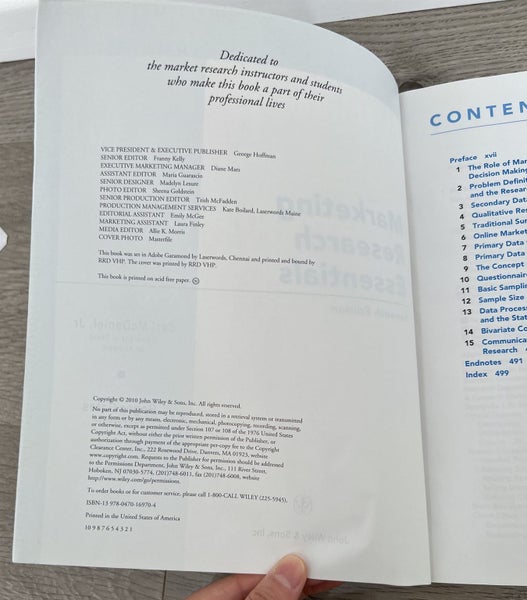 Dedicated to
the market research instructors and students
who make this book a part of their
professional lives
VICE PRESIDENT & EXECUTIVE PUBLISHER George Hoffman
SENIOR EDITOR Franny Kelly
EXECUTIVE MARKETING MANAGER Diane Mars
ASSISTANT EDITOR Maria Guarascio
SENIOR DESIGNER Madelyn Lesure
PHOTO EDITOR Sheena Goldstein
SENIOR PRODUCTION EDITOR Trish McFadden
PRODUCTION MANAGEMENT SERVICES Kate Boilard, Laserwords Maine
EDITORIAL ASSISTANT Emily McGee
MARKETING ASSISTANT Laura Finley
MEDIA EDITOR Allie K. Morris
COVER PHOTO Masterfile
This book was set in Adobe Garamond by Laserwords, Chennai and printed and bound by
RRD VHP. The cover was printed by RRD VHP.
This book is printed on acid free paper. ∞
Copyright © 2010 John Wiley & Sons, Inc. All rights reserved.
No part of this publication may be reproduced, stored in a retrieval system or transmitted
in any form or by any means, electronic, mechanical, photocopying, recording, scanning,
or otherwise, except as permitted under Section 107 or 108 of the 1976 United States
Copyright Act, without either the prior written permission of the Publisher, or
authorization through payment of the appropriate per-copy fee to the Copyright
Clearance Center, Inc., 222 Rosewood Drive, Danvers, MA 01923, website
www.copyright.com. Requests to the Publisher for permission should be addressed
to the Permissions Department, John Wiley & Sons, Inc., 111 River Street,
Hoboken, NJ 07030-5774, (201)748-6011, fax (201)748-6008, website
http://www.wiley.com/go/permissions.
To order books or for customer service, please call 1-800-CALL WILEY (225-5945).
ISBN-13 978-0470-16970-4
Printed in the United States of America
10 9 8 7 6 5 4 3 2 1
CONTEN
Preface xvii
1 The Role of Mar
Decision Making
2 Problem Definit
and the Resear
3 Secondary Data
4 Qualitative Re
5 Traditional Sur
6 Online Market
7 Primary Data
8 Primary Data
9 The Concept
10 Questionnai
11 Basic Sampli
12 Sample Size
13 Data Process
and the Stat
14 Bivariate Co
15 Communica
Research
Endnotes 491
Index 499